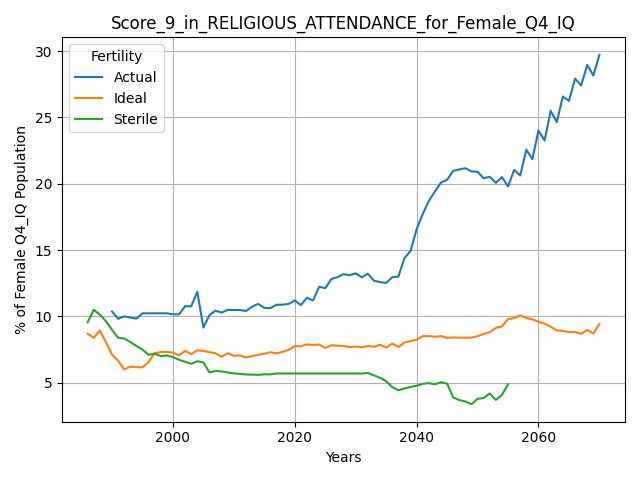 Score_9_in_RELIGIOUS_ATTENDANCE_for_Female_Q4_IQ
Fertility
Actual
Ideal
Sterile
% of Female Q4_IQ Population
30
25
20
15
10
5
2000
2020
2040
2060
Years